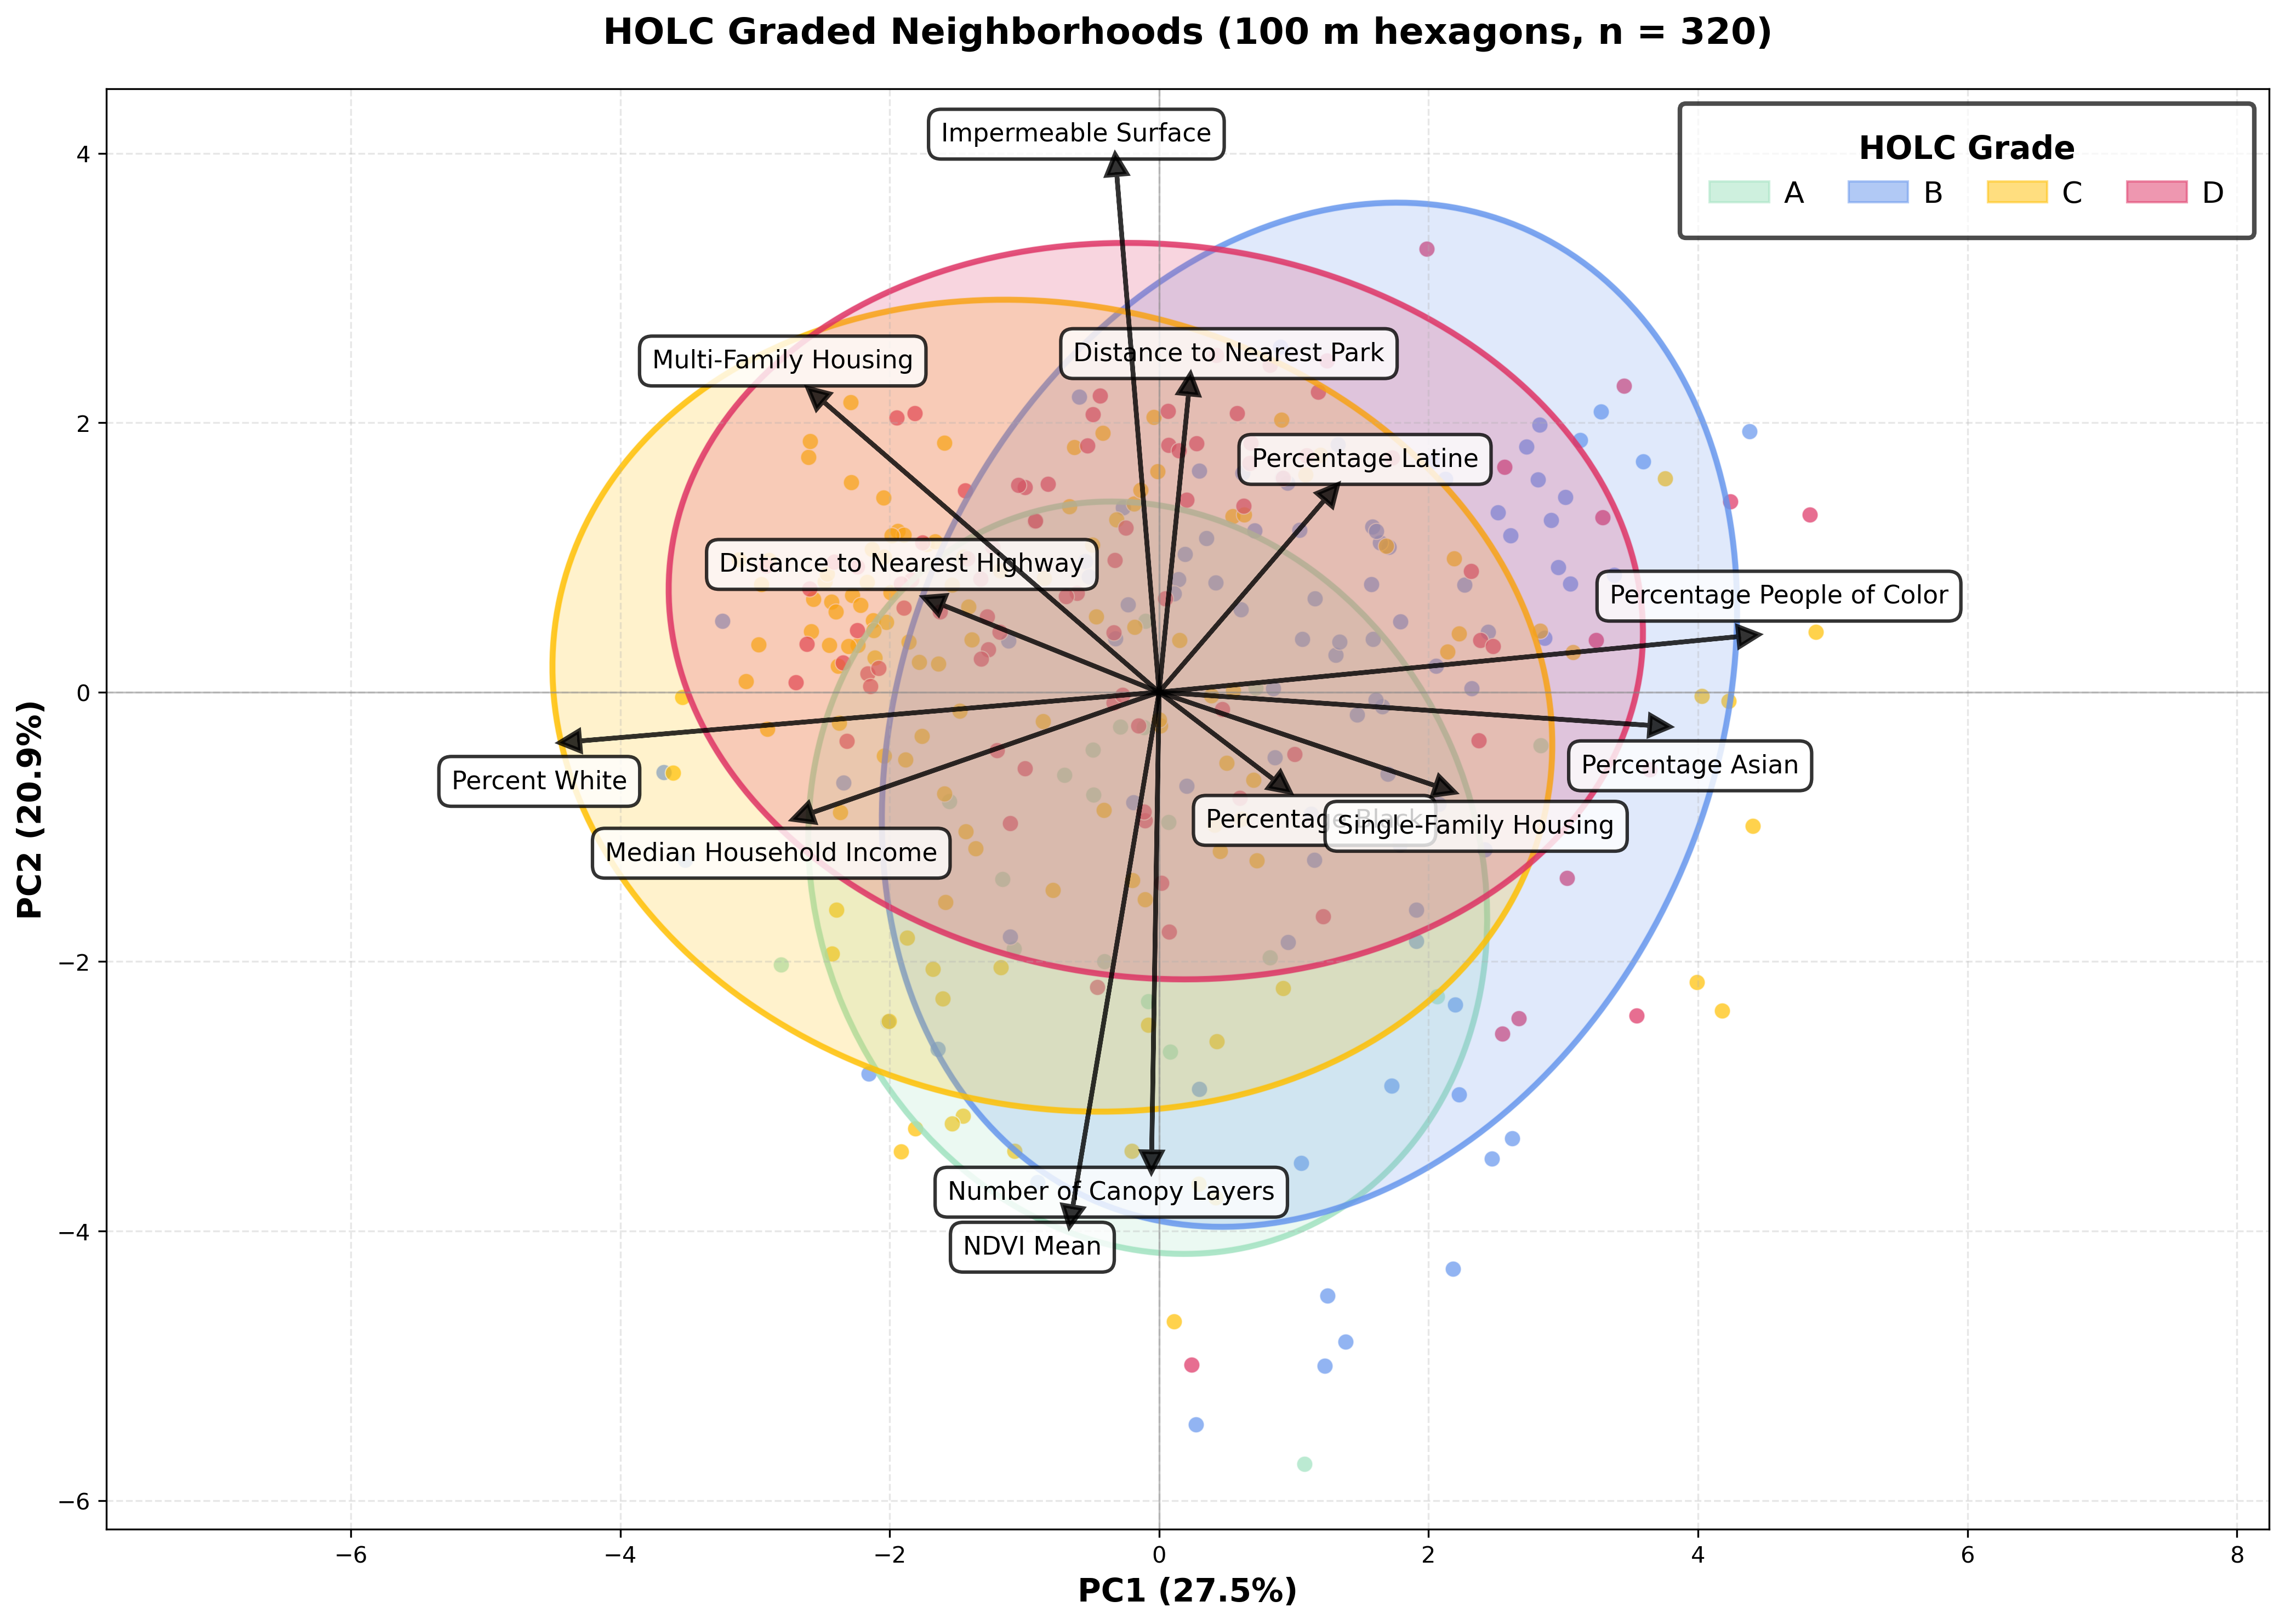 HOLC Graded Neighborhoods (100 m hexagons, n = 320)
HOLC Grade
A B C D
Impermeable Surface
Multi-Family Housing
Distance to Nearest Park
Percentage Latine
Distance to Nearest Highway
Percentage People of Color
Percent White
Percentage Asian
Median Household Income
Percentage Black
Single-Family Housing
Number of Canopy Layers
NDVI Mean
4
2
0
−2
−4
−6
PC2 (20.9%)
−6 −4 −2 0 2 4 6 8
PC1 (27.5%)